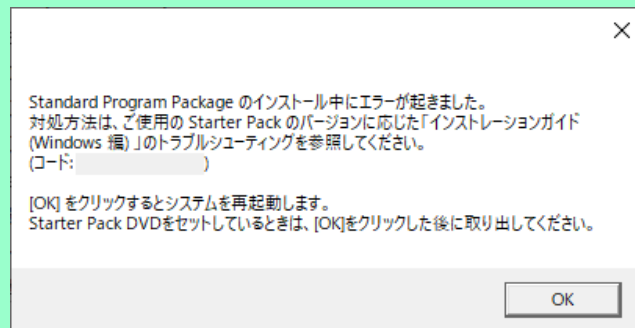 Standard Program Package のインストール中にエラーが起きました。
対処方法は、ご使用の Starter Pack のバージョンに応じた「インストレーションガイド
(Windows 編) 」のトラブルシューティングを参照してください。
(コード: )
[OK] をクリックするとシステムを再起動します。
Starter Pack DVDをセットしているときは、[OK]をクリックした後に取り出してください。
OK